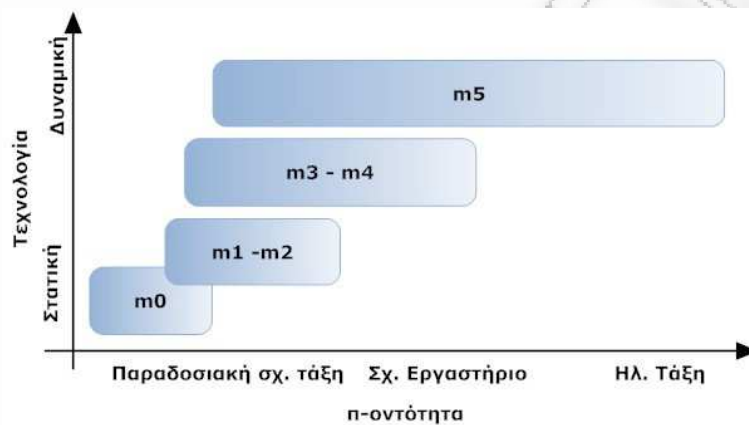 Δυναμική
m5
Τεχνολογία
m3 - m4
m1 -m2
Στατική
m0
Παραδοσιακή σχ. τάξη Σχ. Εργαστήριο Ηλ. Τάξη
π-οντότητα